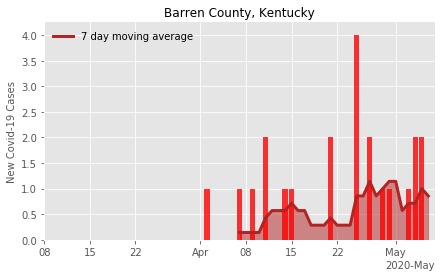 Barren County, Kentucky
7 day moving average
New Covid-19 Cases
4.0
3.5
3.0
2.5
2.0
1.5
1.0
0.5
0.0
08 15 22 Apr 08 15 22 May
2020-May